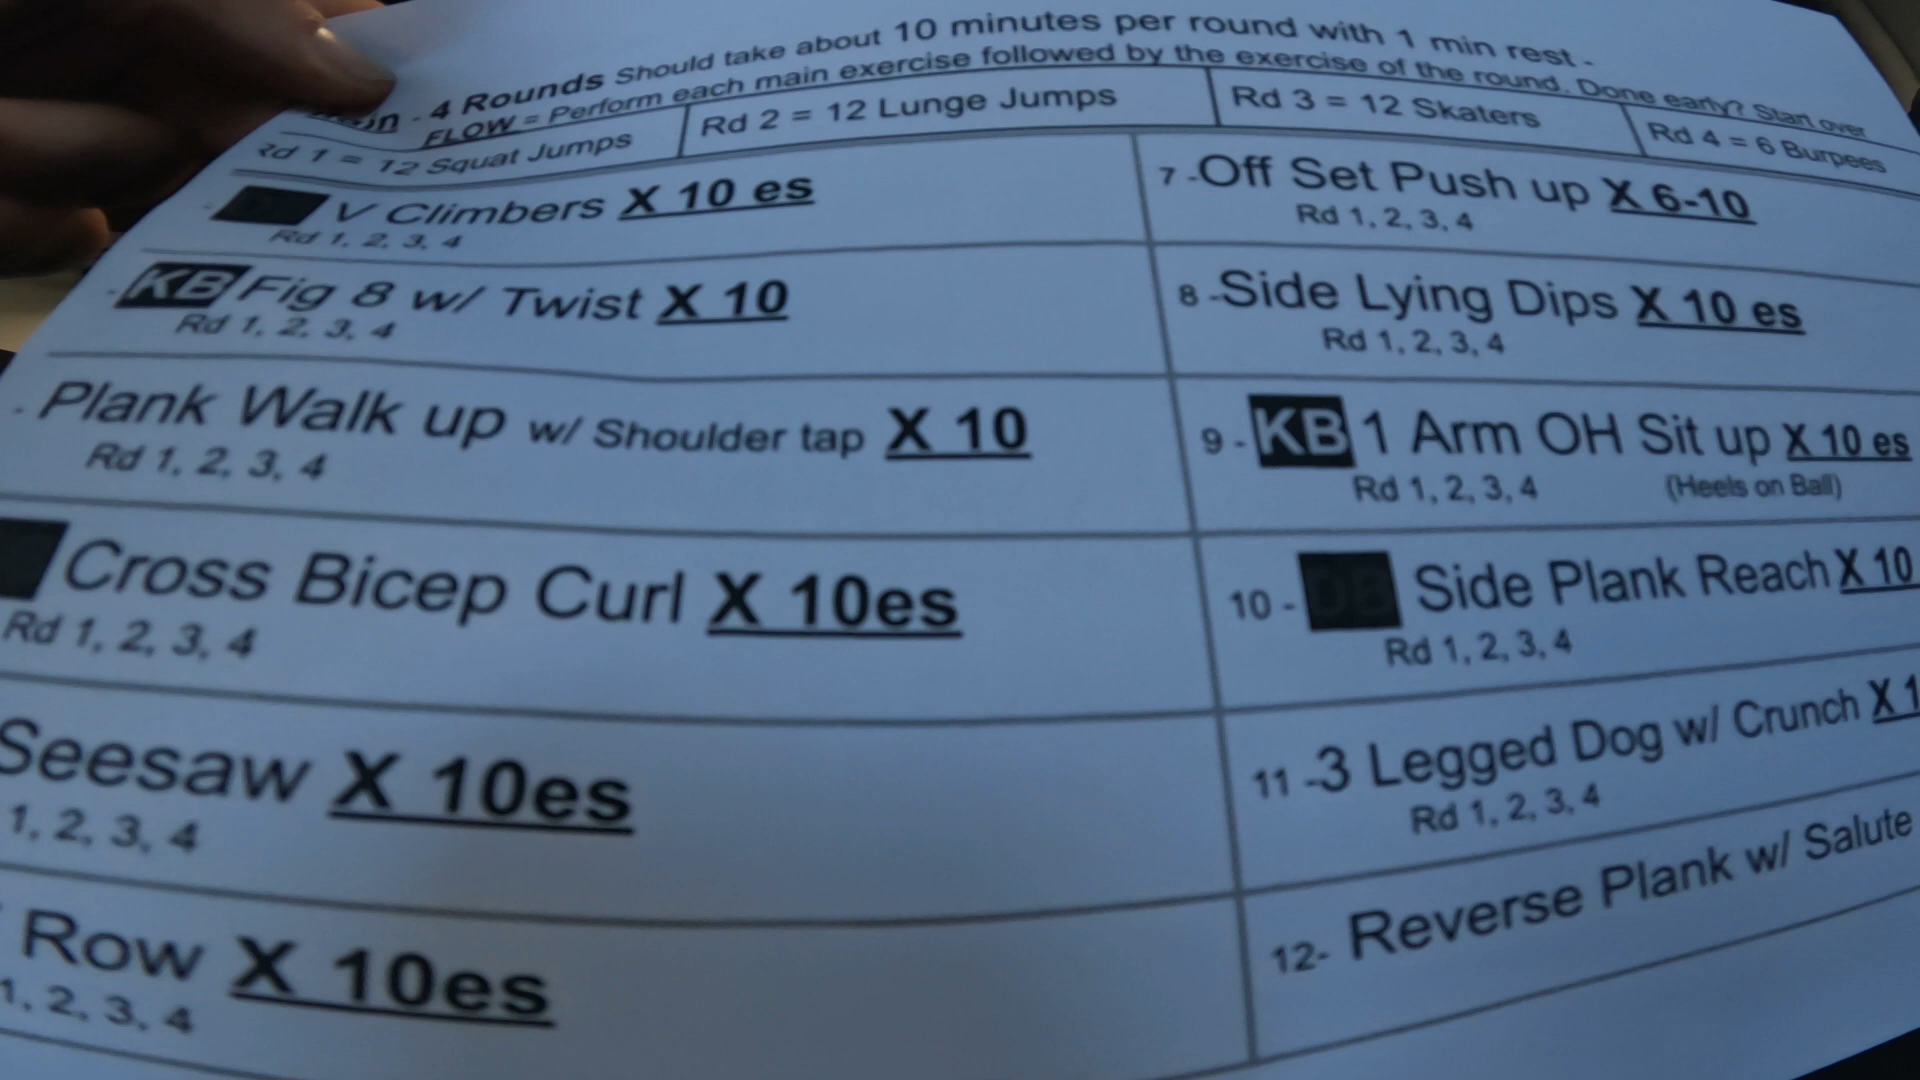 - 4 Rounds Should take about 10 minutes per round with 1 min rest -
FLOW = Perform each main exercise followed by the exercise of the round. Done early? Start over
Rd 1 = 12 Squat Jumps
Rd 2 = 12 Lunge Jumps
Rd 3 = 12 Skaters
Rd 4 = 6 Burpees
V Climbers X 10 es
Rd 1, 2, 3, 4
KB Fig 8 w/ Twist X 10
Rd 1, 2, 3, 4
Plank Walk up w/ Shoulder tap X 10
Rd 1, 2, 3, 4
Cross Bicep Curl X 10es
Rd 1, 2, 3, 4
Seesaw X 10es
1, 2, 3, 4
Row X 10es
1, 2, 3, 4
7 -Off Set Push up X 6-10
Rd 1, 2, 3, 4
8 -Side Lying Dips X 10 es
Rd 1, 2, 3, 4
9 - KB 1 Arm OH Sit up X 10 es
Rd 1, 2, 3, 4 (Heels on Ball)
10 - DB Side Plank Reach X 10
Rd 1, 2, 3, 4
11 -3 Legged Dog w/ Crunch X 1
Rd 1, 2, 3, 4
12- Reverse Plank w/ Salute